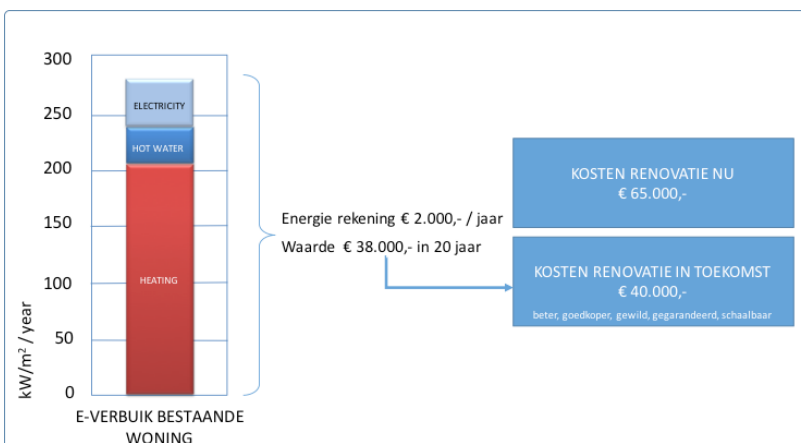 300
250
200
150
100
50
0
kW/m² / year
ELECTRICITY
HOT WATER
HEATING
E-VERBUIK BESTAANDE
WONING
Energie rekening € 2.000,- / jaar
Waarde € 38.000,- in 20 jaar
KOSTEN RENOVATIE NU
€ 65.000,-
KOSTEN RENOVATIE IN TOEKOMST
€ 40.000,-
beter, goedkoper, gewild, gegarandeerd, schaalbaar